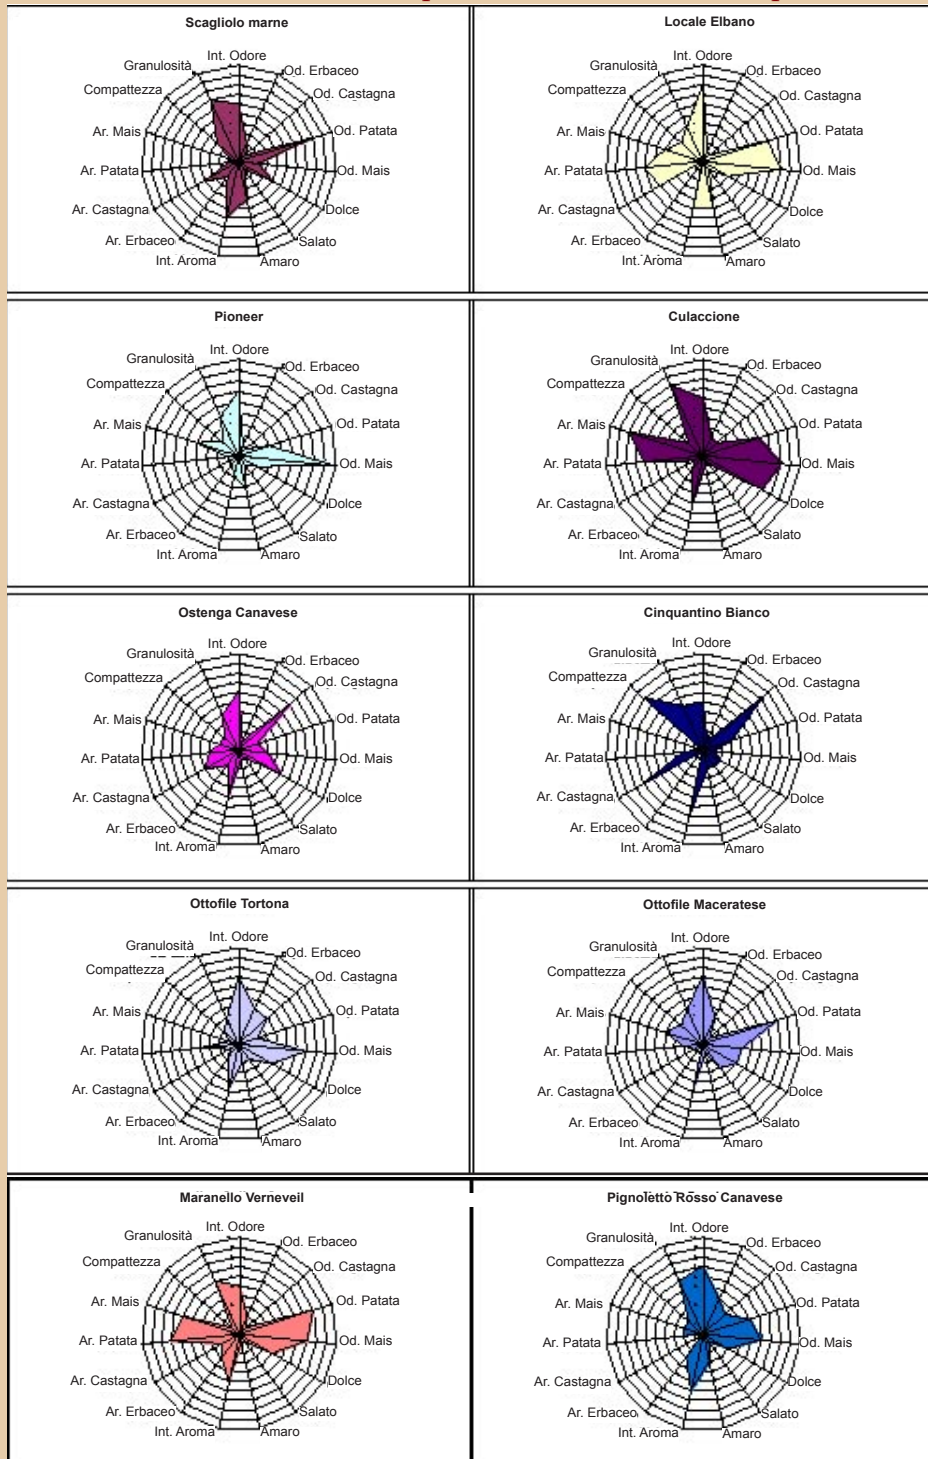 Scagliolo marne
Int. Odore
Od. Erbaceo
Od. Castagna
Od. Patata
Od. Mais
Dolce
Salato
Amaro
Int. Aroma
Ar. Erbaceo
Ar. Castagna
Ar. Patata
Ar. Mais
Compattezza
Granulosità
Locale Elbano
Int. Odore
Od. Erbaceo
Od. Castagna
Od. Patata
Od. Mais
Dolce
Salato
Amaro
Int. Aroma
Ar. Erbaceo
Ar. Castagna
Ar. Patata
Ar. Mais
Compattezza
Granulosità
Pioneer
Int. Odore
Od. Erbaceo
Od. Castagna
Od. Patata
Od. Mais
Dolce
Salato
Amaro
Int. Aroma
Ar. Erbaceo
Ar. Castagna
Ar. Patata
Ar. Mais
Compattezza
Granulosità
Culaccione
Int. Odore
Od. Erbaceo
Od. Castagna
Od. Patata
Od. Mais
Dolce
Salato
Amaro
Int. Aroma
Ar. Erbaceo
Ar. Castagna
Ar. Patata
Ar. Mais
Compattezza
Granulosità
Ostenga Canavese
Int. Odore
Od. Erbaceo
Od. Castagna
Od. Patata
Od. Mais
Dolce
Salato
Amaro
Int. Aroma
Ar. Erbaceo
Ar. Castagna
Ar. Patata
Ar. Mais
Compattezza
Granulosità
Cinquantino Bianco
Int. Odore
Od. Erbaceo
Od. Castagna
Od. Patata
Od. Mais
Dolce
Salato
Amaro
Int. Aroma
Ar. Erbaceo
Ar. Castagna
Ar. Patata
Ar. Mais
Compattezza
Granulosità
Ottofile Tortona
Int. Odore
Od. Erbaceo
Od. Castagna
Od. Patata
Od. Mais
Dolce
Salato
Amaro
Int. Aroma
Ar. Erbaceo
Ar. Castagna
Ar. Patata
Ar. Mais
Compattezza
Granulosità
Ottofile Maceratese
Int. Odore
Od. Erbaceo
Od. Castagna
Od. Patata
Od. Mais
Dolce
Salato
Amaro
Int. Aroma
Ar. Erbaceo
Ar. Castagna
Ar. Patata
Ar. Mais
Compattezza
Granulosità
Maranello Verneveil
Int. Odore
Od. Erbaceo
Od. Castagna
Od. Patata
Od. Mais
Dolce
Salato
Amaro
Int. Aroma
Ar. Erbaceo
Ar. Castagna
Ar. Patata
Ar. Mais
Compattezza
Granulosità
Pignoletto Rosso Canavese
Int. Odore
Od. Erbaceo
Od. Castagna
Od. Patata
Od. Mais
Dolce
Salato
Amaro
Int. Aroma
Ar. Erbaceo
Ar. Castagna
Ar. Patata
Ar. Mais
Compattezza
Granulosità